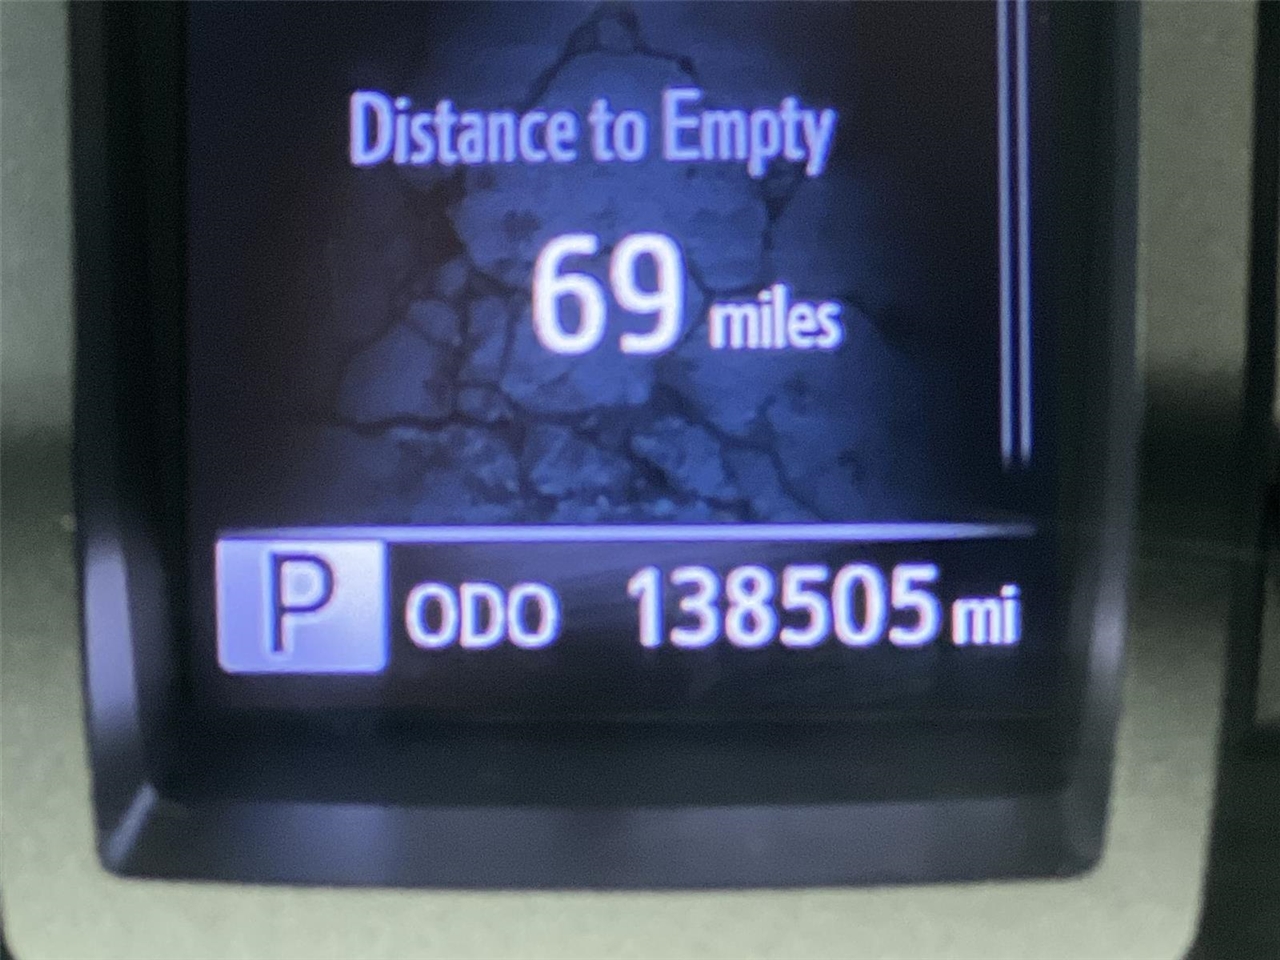 Distance to Empty
69 miles
P ODO 138505 mi